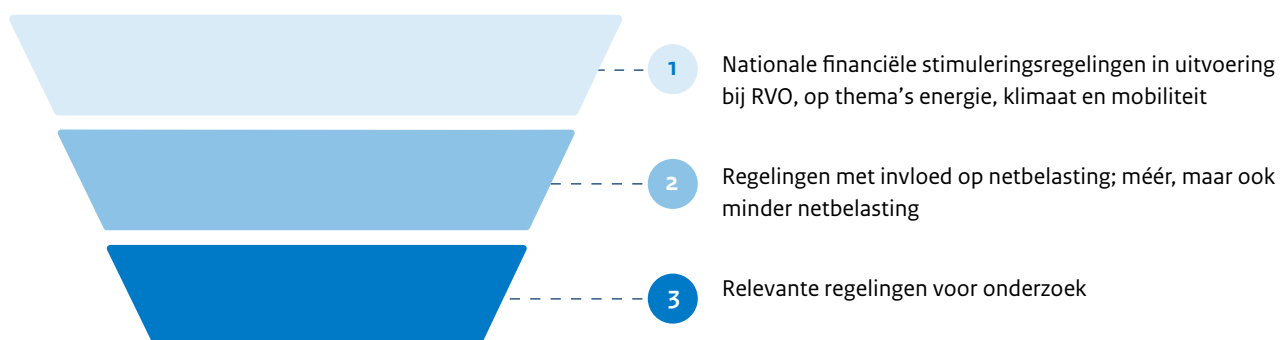 1
Nationale financiële stimuleringsregelingen in uitvoering
bij RVO, op thema’s energie, klimaat en mobiliteit
2
Regelingen met invloed op netbelasting; méér, maar ook
minder netbelasting
3
Relevante regelingen voor onderzoek